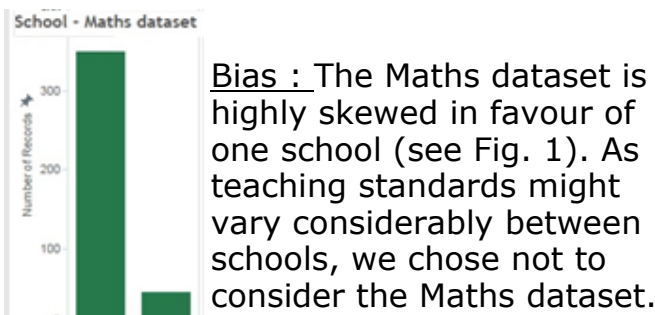 School - Maths dataset
300
200
100
Number of Records
Bias : The Maths dataset is
highly skewed in favour of
one school (see Fig. 1). As
teaching standards might
vary considerably between
schools, we chose not to
consider the Maths dataset.